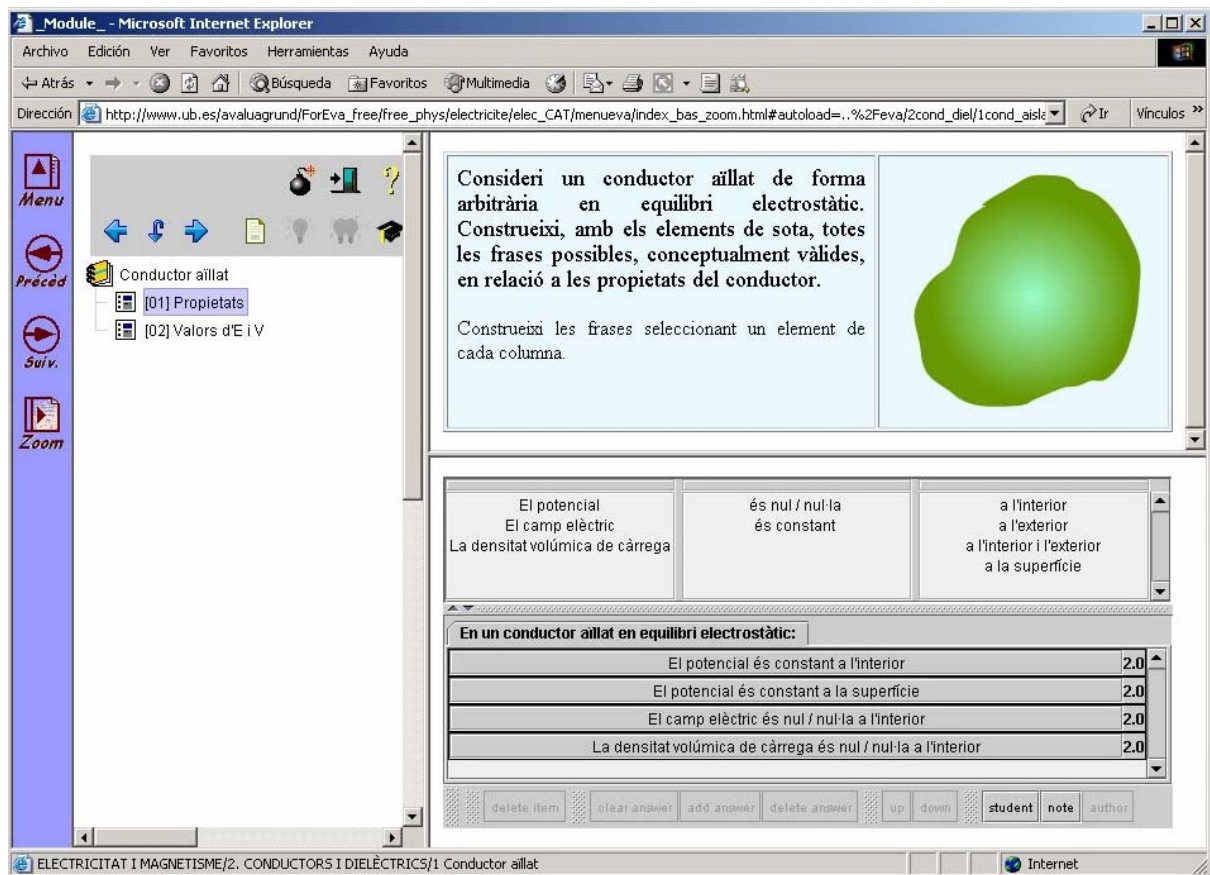 _Module_ - Microsoft Internet Explorer
Archivo Edición Ver Favoritos Herramientas Ayuda
Atrás Búsqueda Favoritos Multimedia
Dirección http://www.ub.es/avaluagrund/ForEva_free/free_phys/electricite/elec_CAT/menueva/index_bas_zoom.html#autoload=..%2Feva/2cond_diel/1cond_aisla Ir Vínculos »
Menu
Précéd
Suiv.
Zoom
Conductor aïllat
[01] Propietats
[02] Valors d'E i V
Consideri un conductor aïllat de forma
arbitrària en equilibri electrostàtic.
Construeixi, amb els elements de sota, totes
les frases possibles, conceptualment vàlides,
en relació a les propietats del conductor.
Construeixi les frases seleccionant un element de
cada columna.
El potencial és nul / nul·la a l'interior
El camp elèctric és constant a l'exterior
La densitat volúmica de càrrega a l'interior i l'exterior
a la superfície
En un conductor aïllat en equilibri electrostàtic:
El potencial és constant a l'interior 2.0
El potencial és constant a la superfície 2.0
El camp elèctric és nul / nul·la a l'interior 2.0
La densitat volúmica de càrrega és nul / nul·la a l'interior 2.0
delete item clear answer add answer delete answer up down student note author
ELECTRICITAT I MAGNETISME/2. CONDUCTORS I DIELÈCTRICS/1 Conductor aïllat Internet